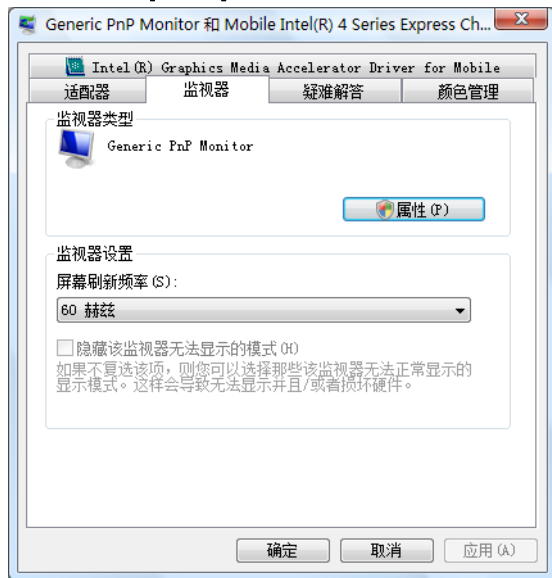 Generic PnP Monitor 和 Mobile Intel(R) 4 Series Express Ch...
Intel(R) Graphics Media Accelerator Driver for Mobile
适配器 监视器 疑难解答 颜色管理
监视器类型
Generic PnP Monitor
属性(P)
监视器设置
屏幕刷新频率(S):
60 赫兹
隐藏该监视器无法显示的模式(H)
如果不复选该项，则您可以选择那些该监视器无法正常显示的
显示模式。这样会导致无法显示并且/或者损坏硬件。
确定 取消 应用(A)